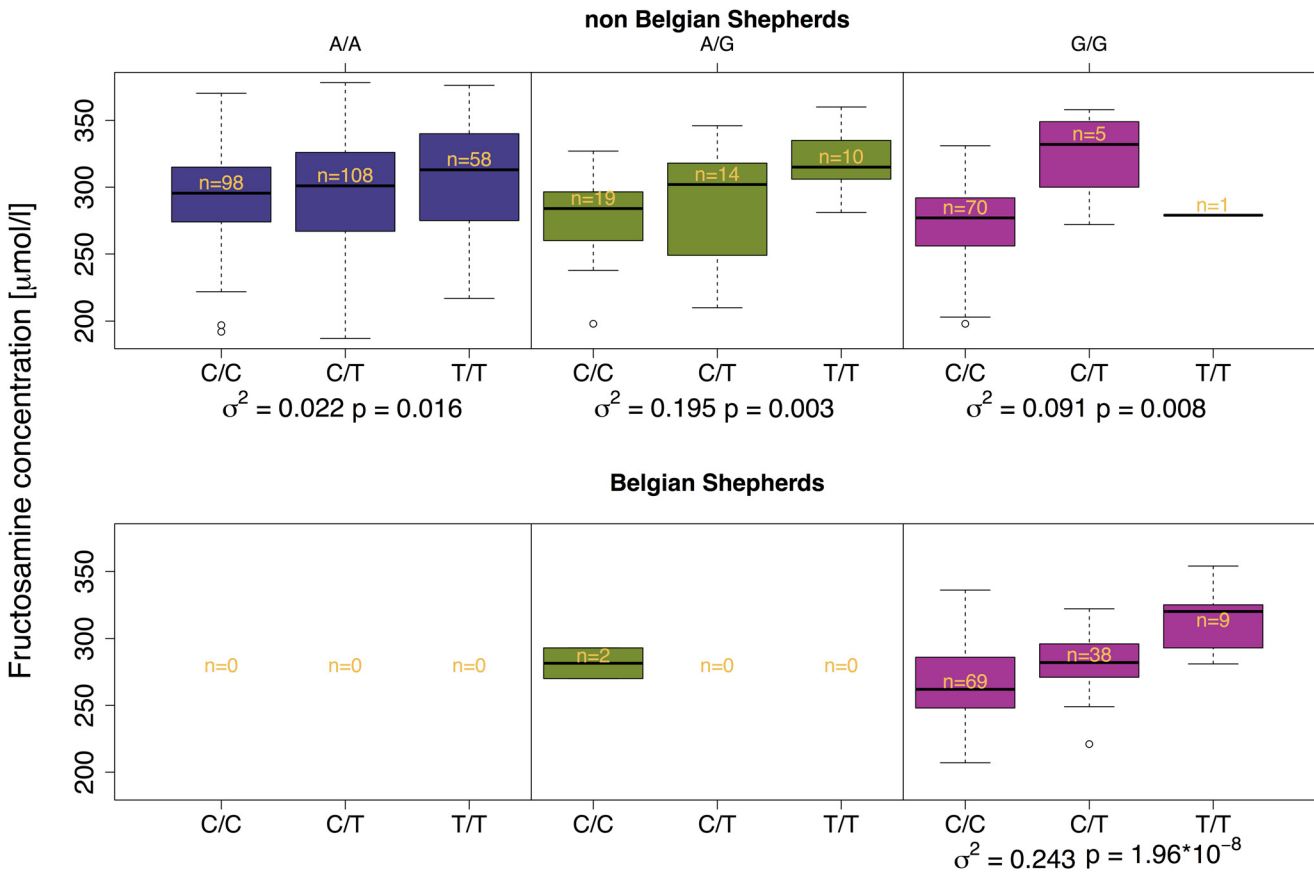 non Belgian Shepherds
A/A A/G G/G
Fructosamine concentration [μmol/l]
350
300
250
200
n=98 n=108 n=58 n=19 n=14 n=10 n=70 n=5 n=1
C/C C/T T/T C/C C/T T/T C/C C/T T/T
σ² = 0.022 p = 0.016 σ² = 0.195 p = 0.003 σ² = 0.091 p = 0.008
Belgian Shepherds
350
300
250
200
n=0 n=0 n=0 n=2 n=0 n=0 n=69 n=38 n=9
C/C C/T T/T C/C C/T T/T C/C C/T T/T
σ² = 0.243 p = 1.96*10⁻⁸